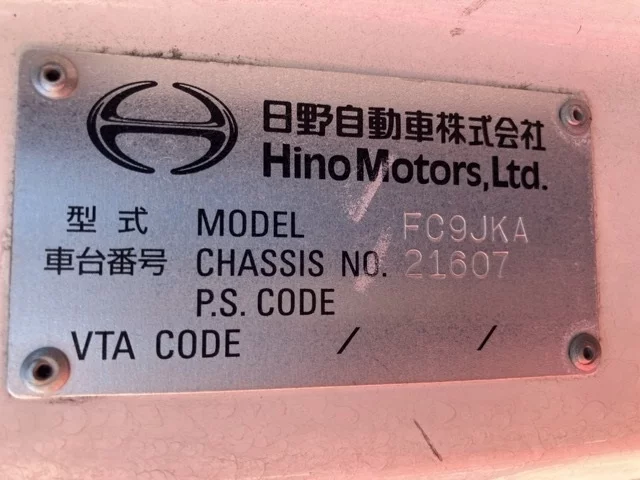 日野自動車株式会社
Hino Motors, Ltd.
型式 MODEL FC9JKA
車台番号 CHASSIS NO. 21607
P.S. CODE
VTA CODE / /